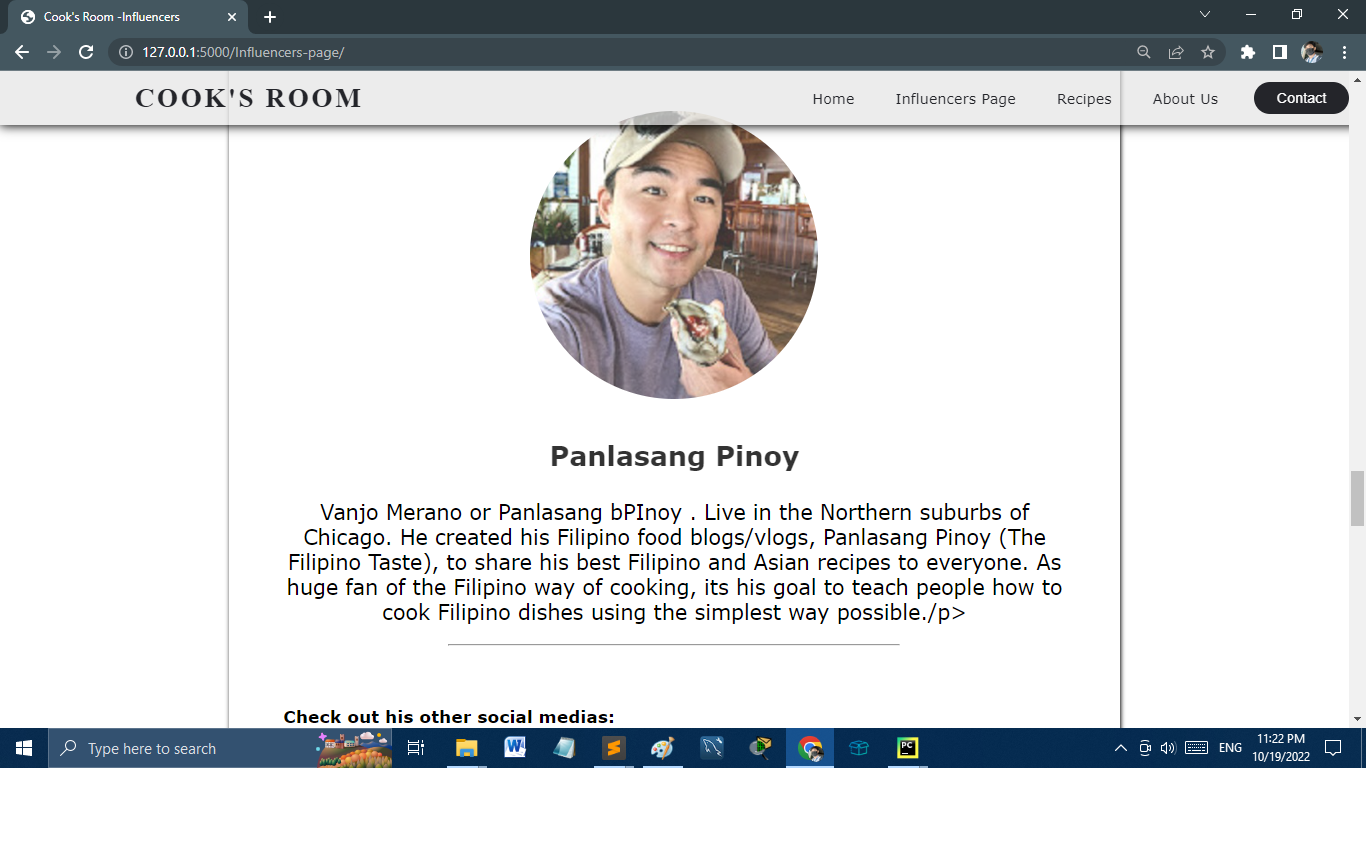 Cook's Room -Influencers
127.0.0.1:5000/Influencers-page/
COOK'S ROOM
Home
Influencers Page
Recipes
About Us
Contact
Panlasang Pinoy
Vanjo Merano or Panlasang bPInoy . Live in the Northern suburbs of
Chicago. He created his Filipino food blogs/vlogs, Panlasang Pinoy (The
Filipino Taste), to share his best Filipino and Asian recipes to everyone. As
huge fan of the Filipino way of cooking, its his goal to teach people how to
cook Filipino dishes using the simplest way possible./p>
Check out his other social medias:
Type here to search
W
PC
ENG
11:22 PM
10/19/2022